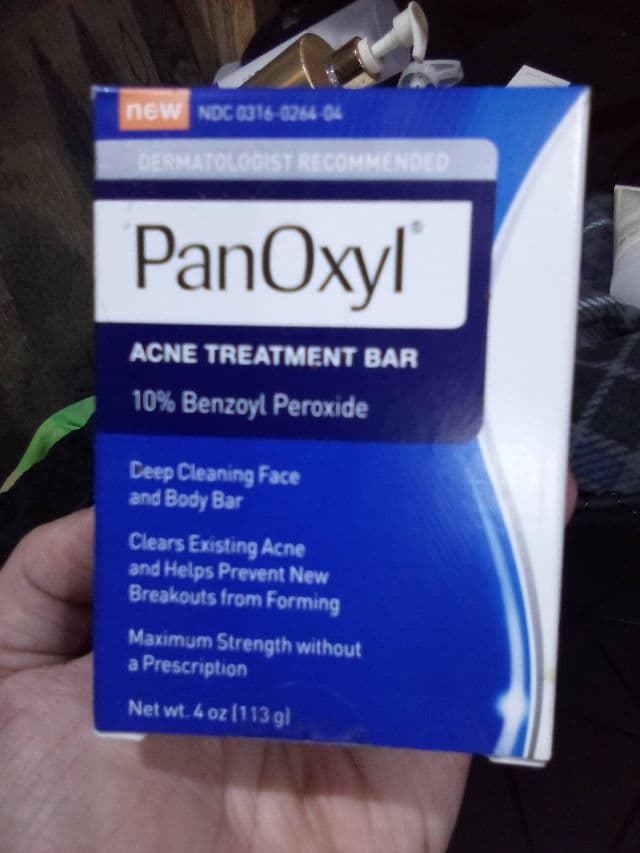 new NDC 0316-0264-04
DERMATOLOGIST RECOMMENDED
PanOxyl®
ACNE TREATMENT BAR
10% Benzoyl Peroxide
Deep Cleaning Face
and Body Bar
Clears Existing Acne
and Helps Prevent New
Breakouts from Forming
Maximum Strength without
a Prescription
Net wt. 4 oz (113 g)